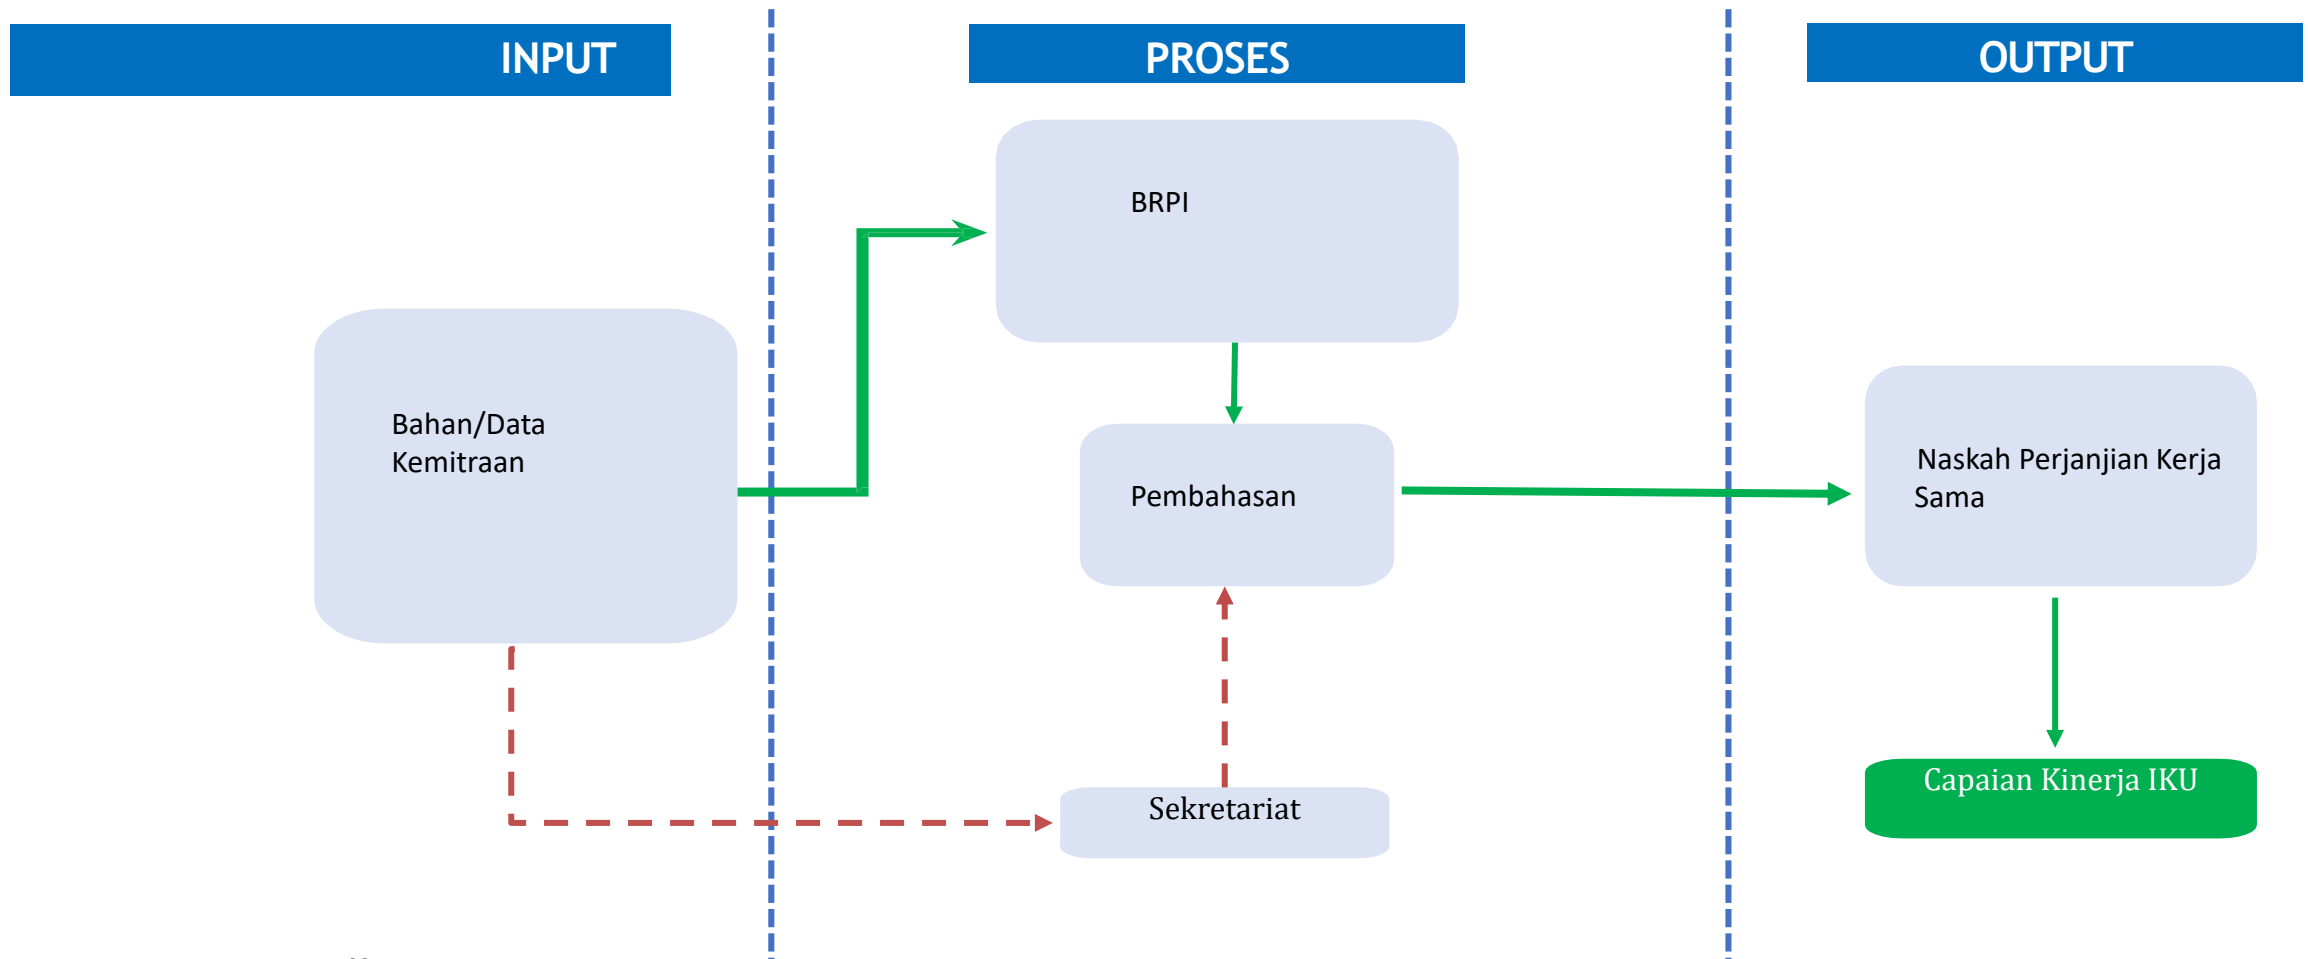 INPUT
PROSES
OUTPUT
BRPI
Bahan/Data
Kemitraan
Pembahasan
Naskah Perjanjian Kerja
Sama
Sekretariat
Capaian Kinerja IKU